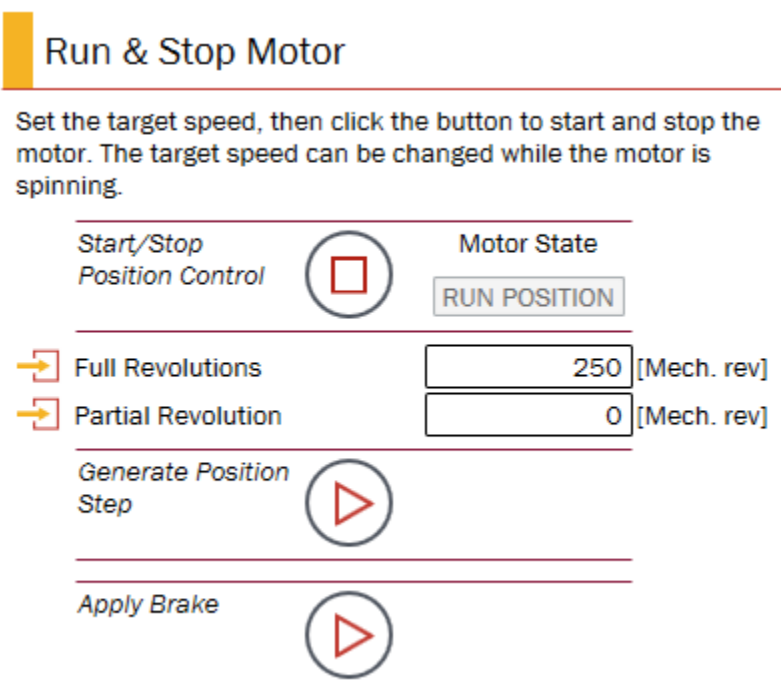 Run & Stop Motor
Set the target speed, then click the button to start and stop the
motor. The target speed can be changed while the motor is
spinning.
Start/Stop
Position Control
Motor State
RUN POSITION
Full Revolutions 250 [Mech. rev]
Partial Revolution 0 [Mech. rev]
Generate Position
Step
Apply Brake